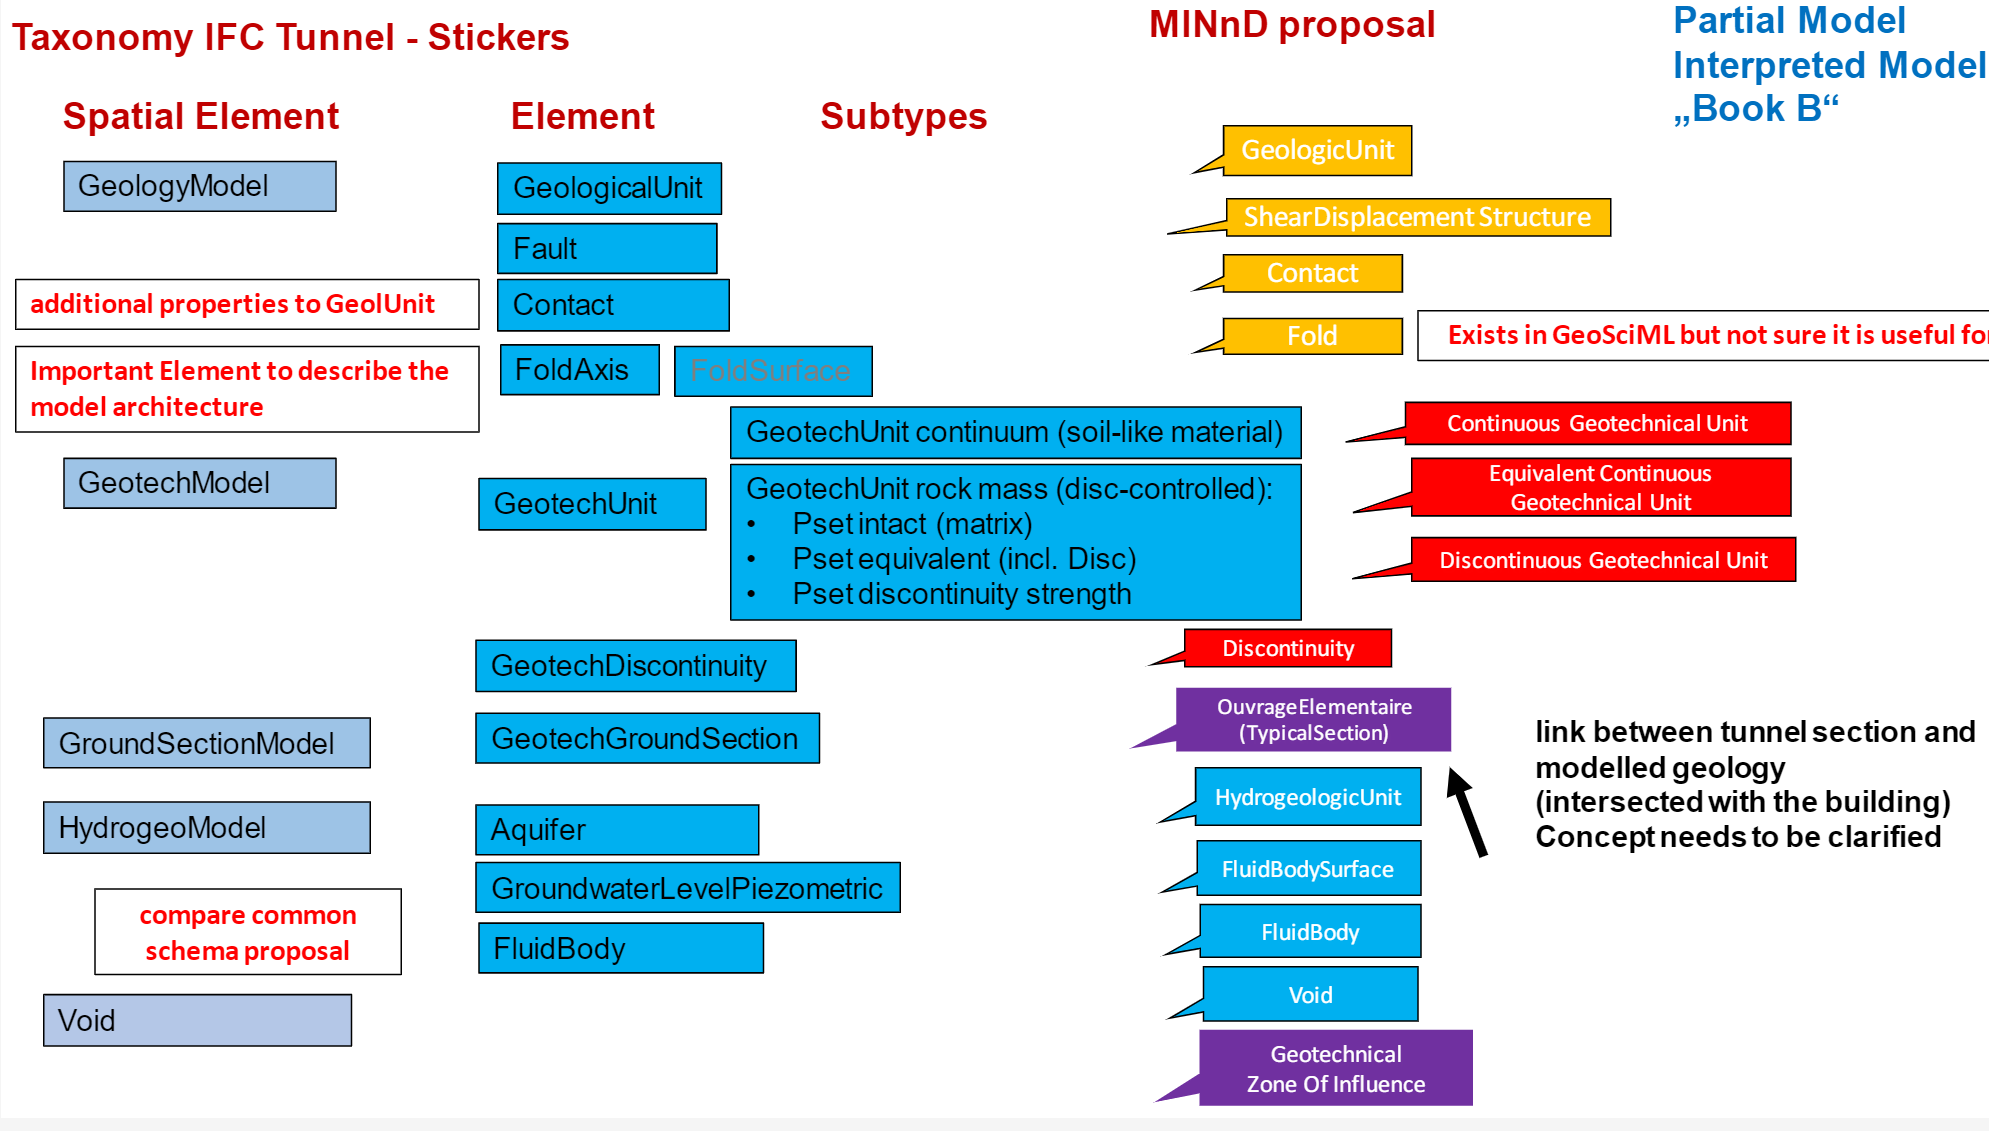 Taxonomy IFC Tunnel - Stickers
MINnD proposal
Partial Model
Interpreted Model
„Book B“
Spatial Element
Element
Subtypes
GeologyModel
GeologicalUnit
GeologicUnit
Fault
ShearDisplacement Structure
additional properties to GeolUnit
Contact
Contact
Important Element to describe the
model architecture
FoldAxis
FoldSurface
Fold
Exists in GeoSciML but not sure it is useful for
GeotechUnit continuum (soil-like material)
Continuous Geotechnical Unit
GeotechModel
GeotechUnit
GeotechUnit rock mass (disc-controlled):
• Pset intact (matrix)
• Pset equivalent (incl. Disc)
• Pset discontinuity strength
Equivalent Continuous
Geotechnical Unit
Discontinuous Geotechnical Unit
GeotechDiscontinuity
Discontinuity
GroundSectionModel
GeotechGroundSection
OuvrageElementaire
(TypicalSection)
link between tunnel section and
modelled geology
(intersected with the building)
Concept needs to be clarified
HydrogeoModel
Aquifer
HydrogeologicUnit
GroundwaterLevelPiezometric
FluidBodySurface
compare common
schema proposal
FluidBody
FluidBody
Void
Void
Geotechnical
Zone Of Influence